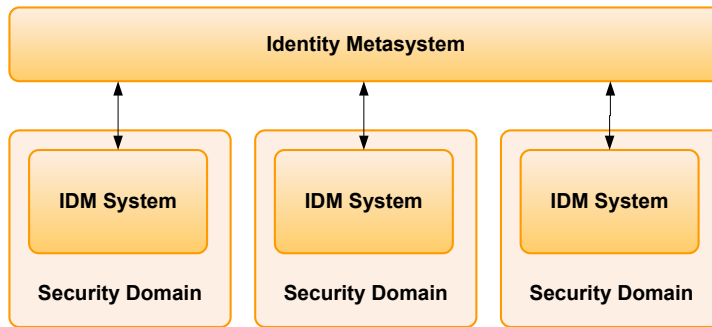 Identity Metasystem
IDM System
IDM System
IDM System
Security Domain
Security Domain
Security Domain